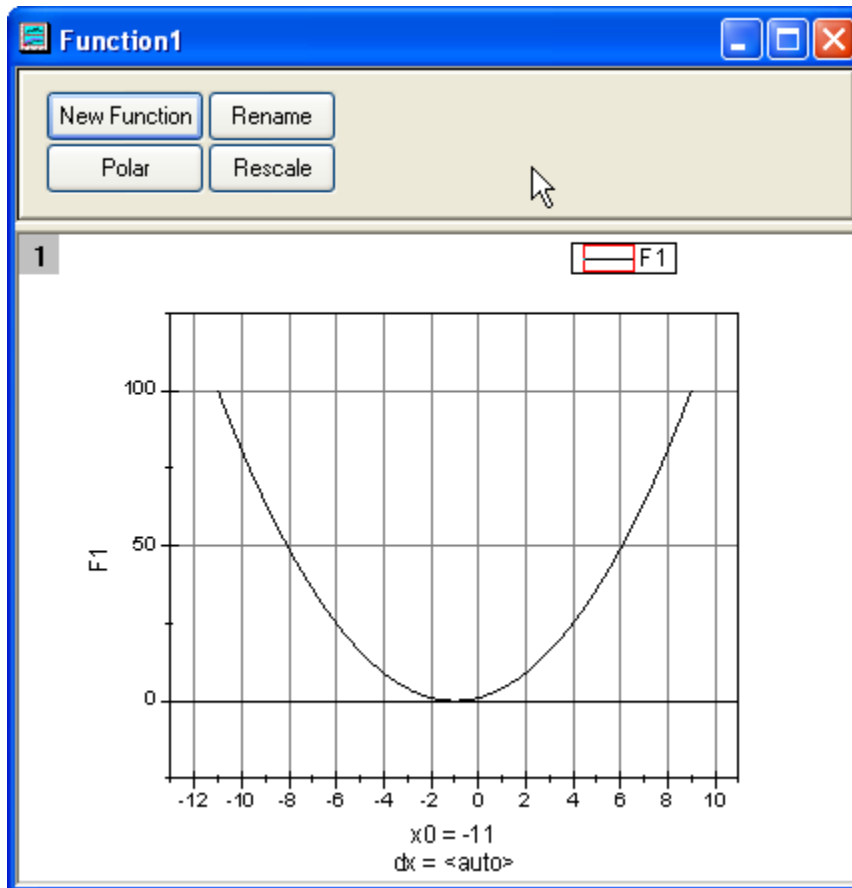 Function1
New Function Rename
Polar Rescale
1
F1
100
50
0
F1
-12 -10 -8 -6 -4 -2 0 2 4 6 8 10
x0 = -11
dx = <auto>